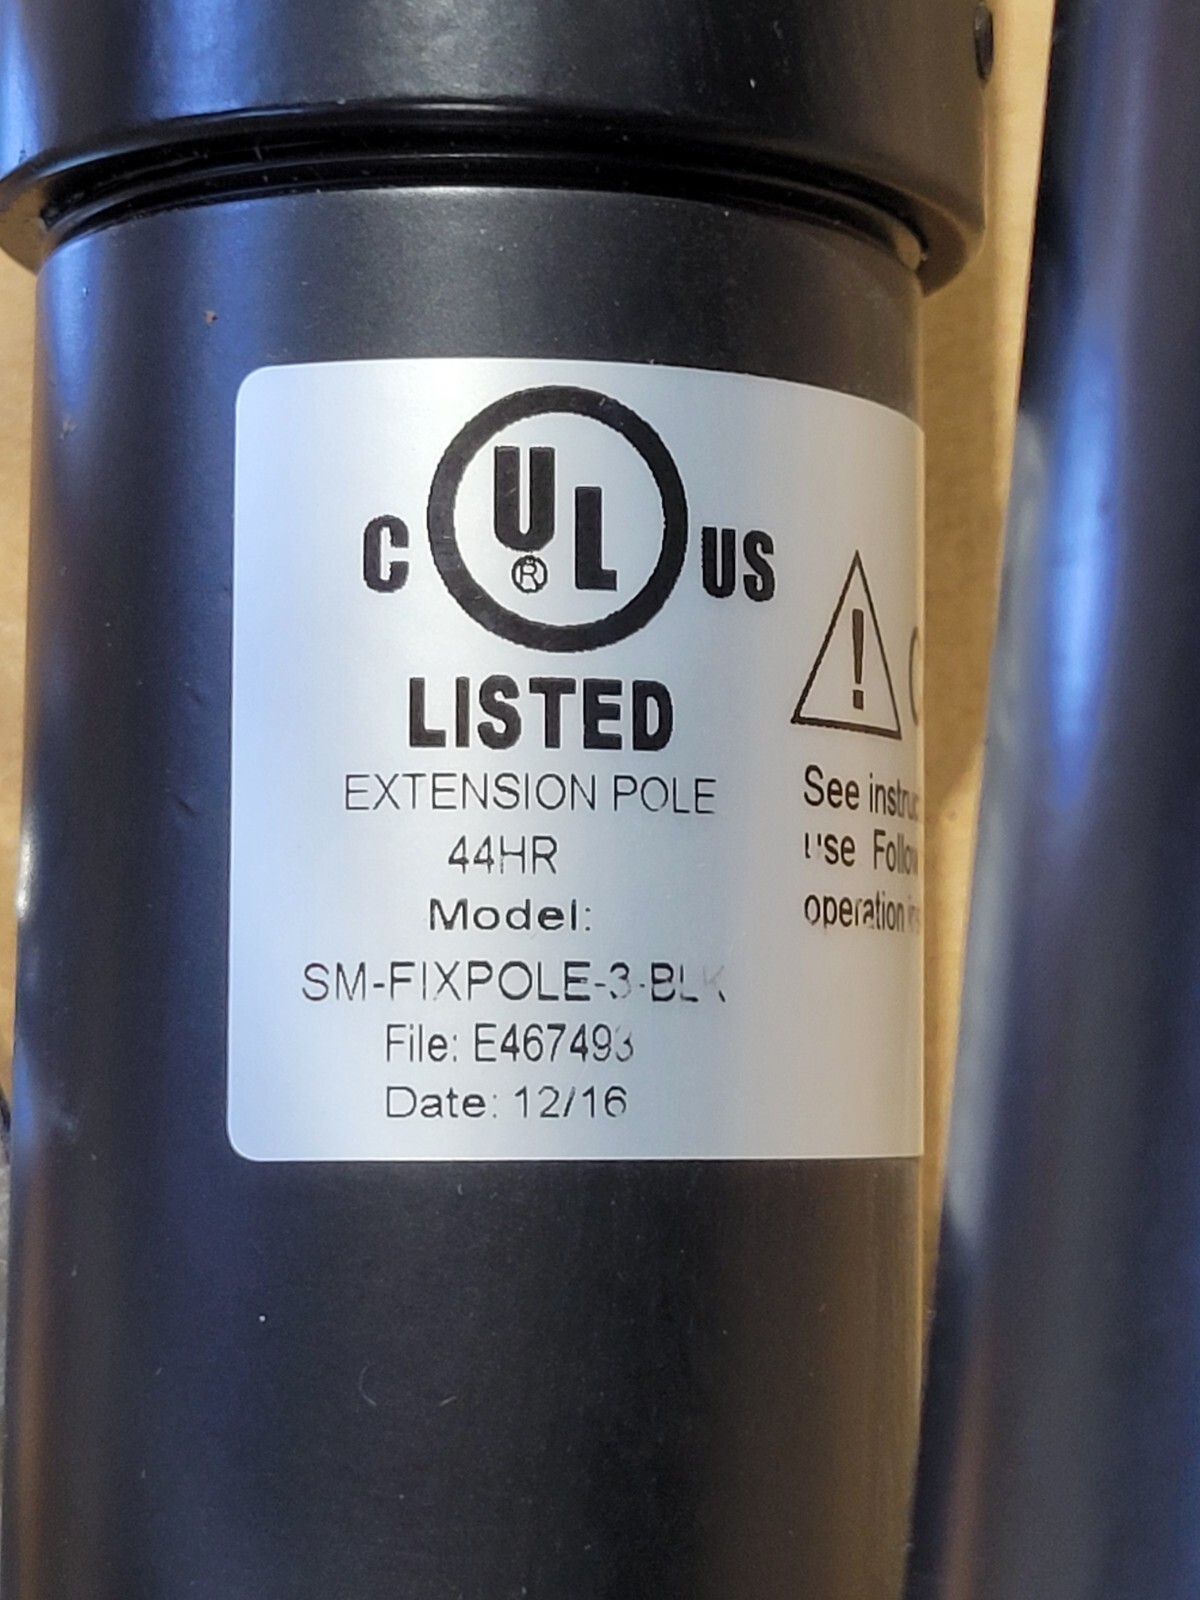 C UL® US
LISTED
EXTENSION POLE
44HR
Model:
SM-FIXPOLE-3-BLK
File: E467493
Date: 12/16
!
See
use Follow
operation